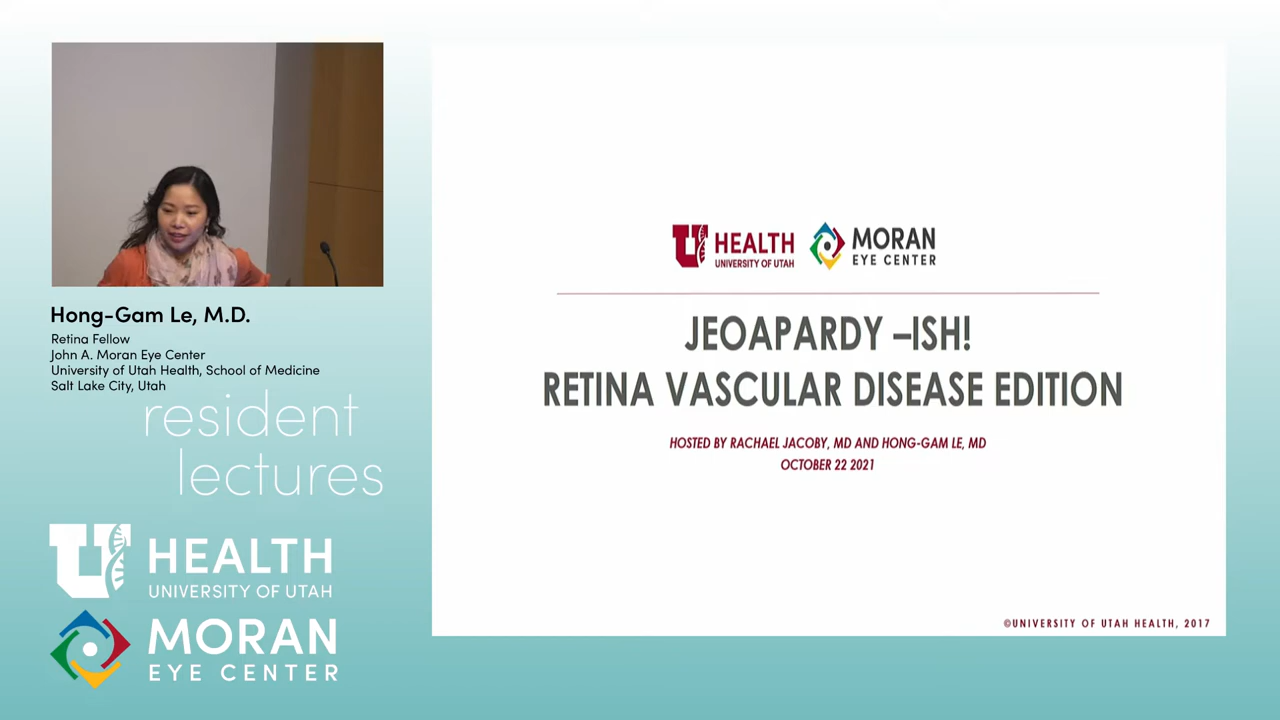 Hong-Gam Le, M.D.
Retina Fellow
John A. Moran Eye Center
University of Utah Health, School of Medicine
Salt Lake City, Utah
resident
lectures
U HEALTH
UNIVERSITY OF UTAH
MORAN
EYE CENTER
U HEALTH
UNIVERSITY OF UTAH
MORAN
EYE CENTER
JEOAPARDY –ISH!
RETINA VASCULAR DISEASE EDITION
HOSTED BY RACHAEL JACOBY, MD AND HONG-GAM LE, MD
OCTOBER 22 2021
©UNIVERSITY OF UTAH HEALTH, 2017